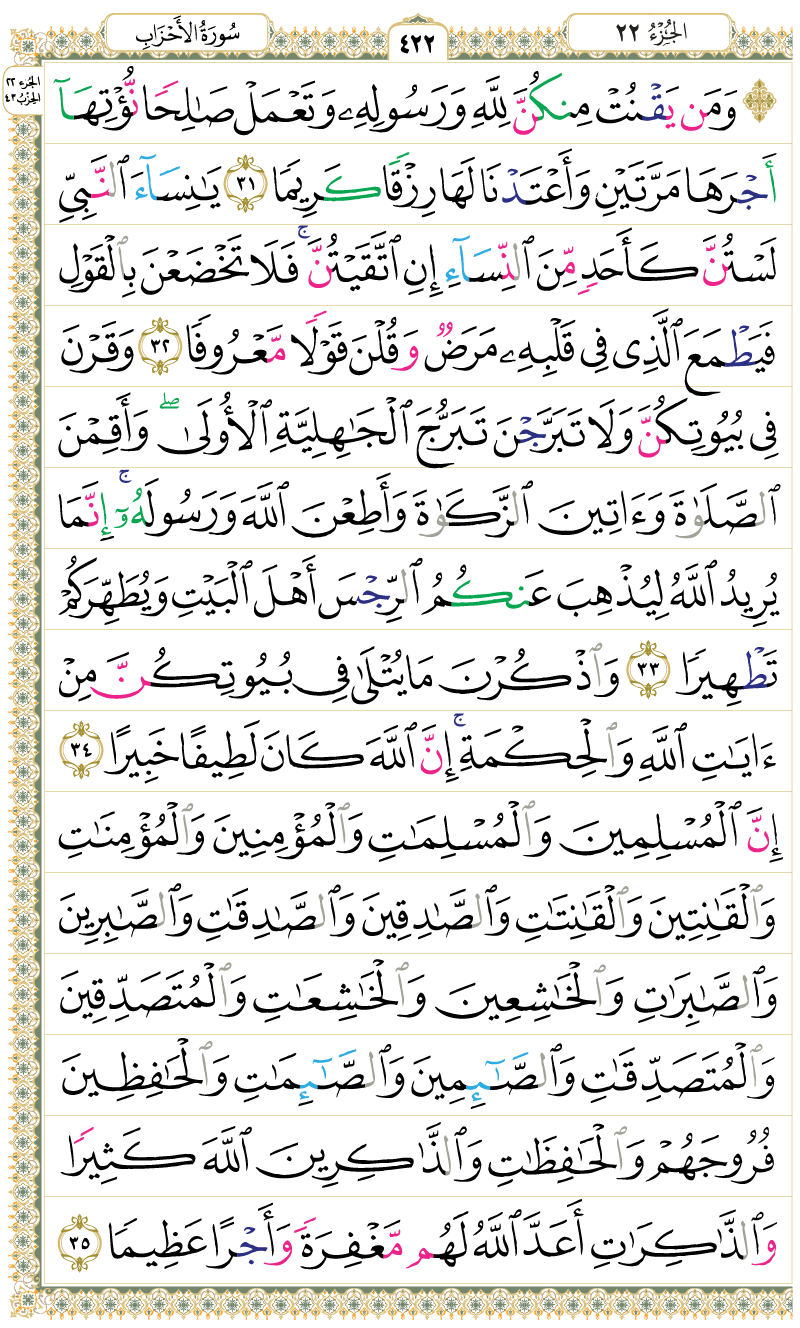 سُورَةُ الأَحْزَابِ
٤٢٢
الجُزْءُ ٢٢
الجزء ٢٢
الحزب ٤٣
۞ وَمَن يَقْنُتْ مِنكُنَّ لِلَّهِ وَرَسُولِهِۦ وَتَعْمَلْ صَـٰلِحًا نُّؤْتِهَآ
أَجْرَهَا مَرَّتَيْنِ وَأَعْتَدْنَا لَهَا رِزْقًا كَرِيمًا ٣١ يَـٰنِسَآءَ ٱلنَّبِىِّ
لَسْتُنَّ كَأَحَدٍ مِّنَ ٱلنِّسَآءِ إِنِ ٱتَّقَيْتُنَّ ۚ فَلَا تَخْضَعْنَ بِٱلْقَوْلِ
فَيَطْمَعَ ٱلَّذِى فِى قَلْبِهِۦ مَرَضٌ وَقُلْنَ قَوْلًا مَّعْرُوفًا ٣٢ وَقَرْنَ
فِى بُيُوتِكُنَّ وَلَا تَبَرَّجْنَ تَبَرُّجَ ٱلْجَـٰهِلِيَّةِ ٱلْأُولَىٰ ۖ وَأَقِمْنَ
ٱلصَّلَوٰةَ وَءَاتِينَ ٱلزَّكَوٰةَ وَأَطِعْنَ ٱللَّهَ وَرَسُولَهُۥٓ ۚ إِنَّمَا
يُرِيدُ ٱللَّهُ لِيُذْهِبَ عَنكُمُ ٱلرِّجْسَ أَهْلَ ٱلْبَيْتِ وَيُطَهِّرَكُمْ
تَطْهِيرًا ٣٣ وَٱذْكُرْنَ مَا يُتْلَىٰ فِى بُيُوتِكُنَّ مِنْ
ءَايَـٰتِ ٱللَّهِ وَٱلْحِكْمَةِ ۚ إِنَّ ٱللَّهَ كَانَ لَطِيفًا خَبِيرًا ٣٤
إِنَّ ٱلْمُسْلِمِينَ وَٱلْمُسْلِمَـٰتِ وَٱلْمُؤْمِنِينَ وَٱلْمُؤْمِنَـٰتِ
وَٱلْقَـٰنِتِينَ وَٱلْقَـٰنِتَـٰتِ وَٱلصَّـٰدِقِينَ وَٱلصَّـٰدِقَـٰتِ وَٱلصَّـٰبِرِينَ
وَٱلصَّـٰبِرَٰتِ وَٱلْخَـٰشِعِينَ وَٱلْخَـٰشِعَـٰتِ وَٱلْمُتَصَدِّقِينَ
وَٱلْمُتَصَدِّقَـٰتِ وَٱلصَّـٰٓئِمِينَ وَٱلصَّـٰٓئِمَـٰتِ وَٱلْحَـٰفِظِينَ
فُرُوجَهُمْ وَٱلْحَـٰفِظَـٰتِ وَٱلذَّٰكِرِينَ ٱللَّهَ كَثِيرًا
وَٱلذَّٰكِرَٰتِ أَعَدَّ ٱللَّهُ لَهُم مَّغْفِرَةً وَأَجْرًا عَظِيمًا ٣٥